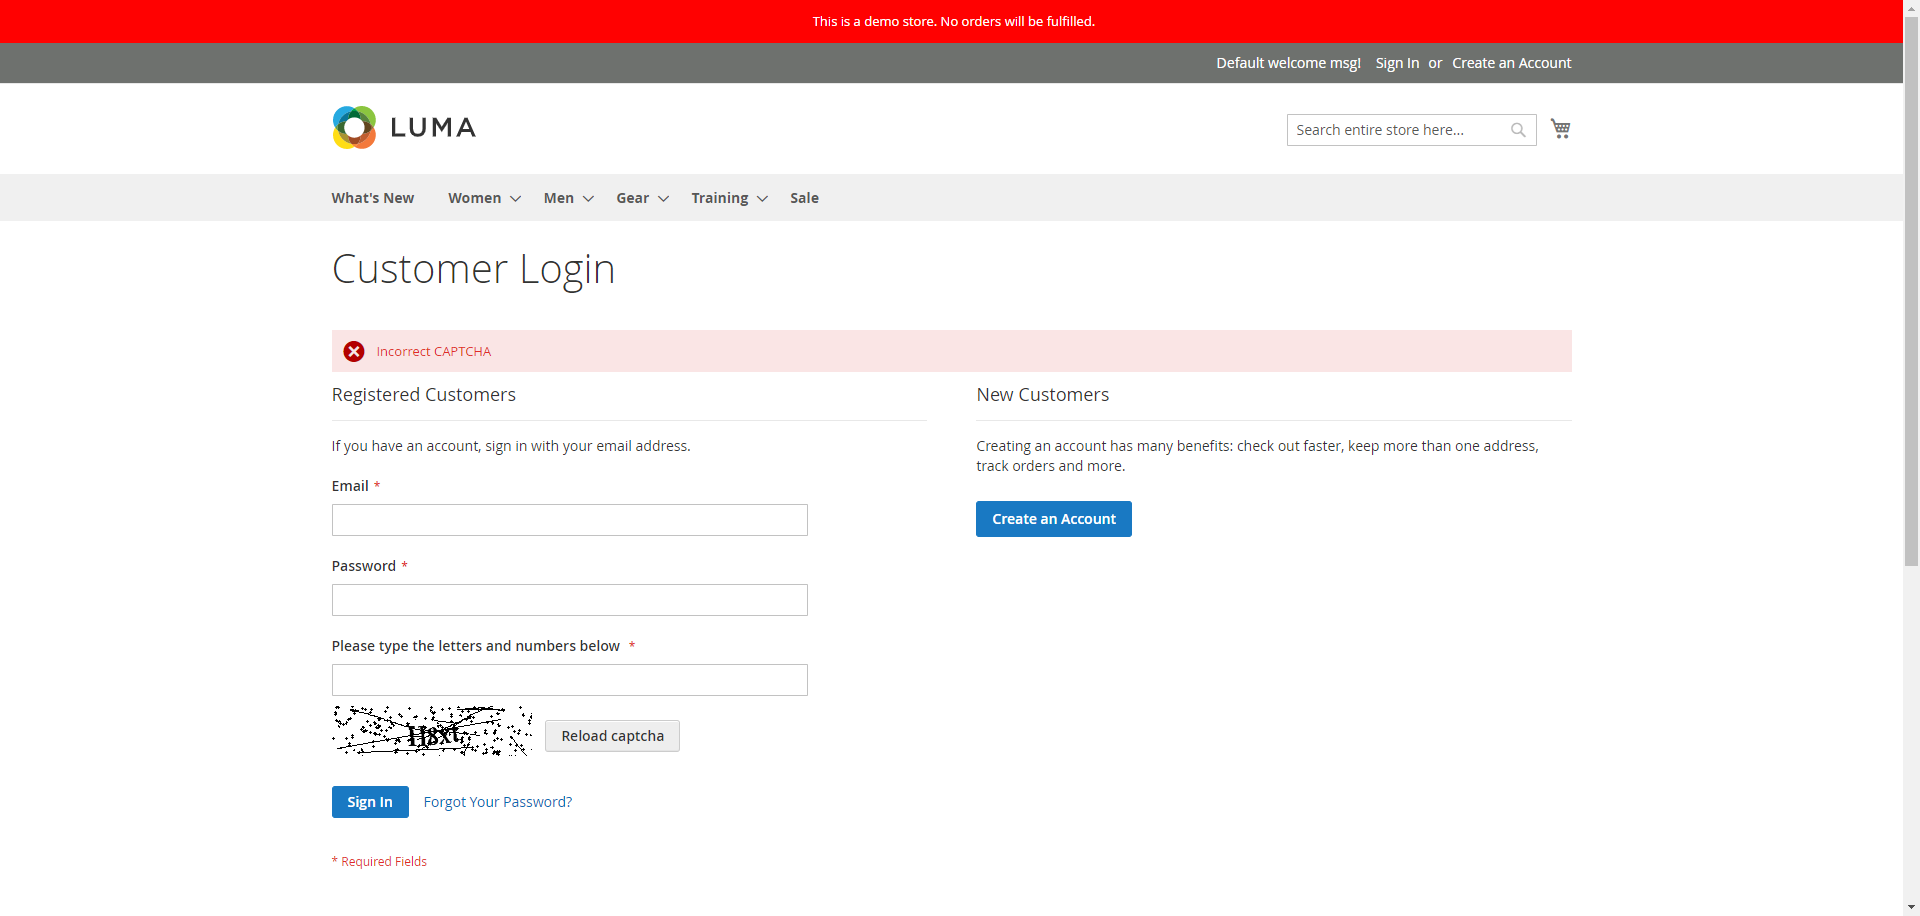 This is a demo store. No orders will be fulfilled.
Default welcome msg! Sign In or Create an Account
LUMA
Search entire store here...
What's New Women Men Gear Training Sale
Customer Login
Incorrect CAPTCHA
Registered Customers
If you have an account, sign in with your email address.
Email *
Password *
Please type the letters and numbers below *
Reload captcha
Sign In Forgot Your Password?
* Required Fields
New Customers
Creating an account has many benefits: check out faster, keep more than one address,
track orders and more.
Create an Account